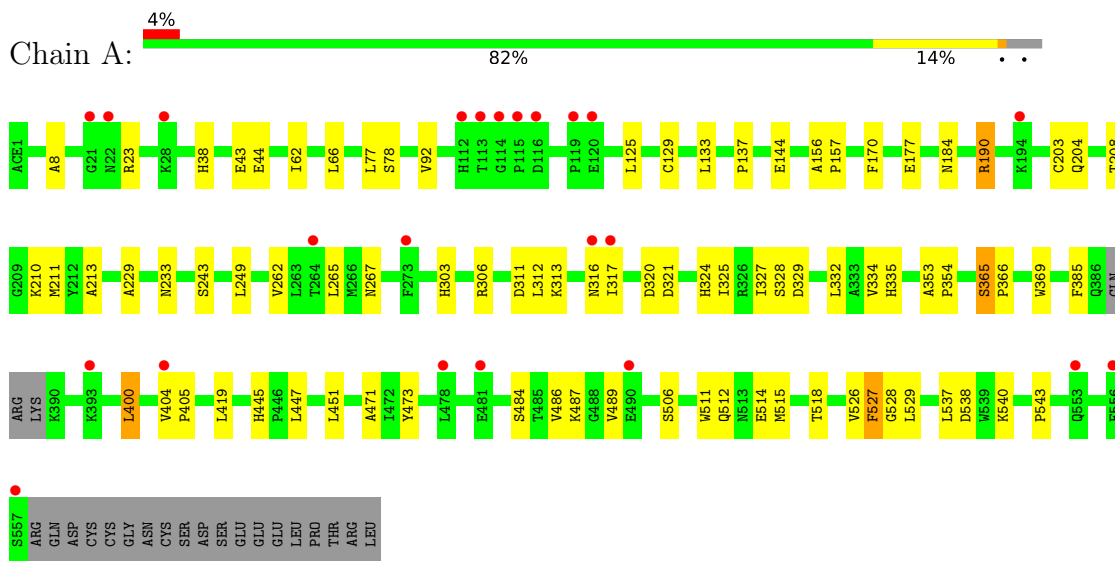 4%
Chain A:
82% 14% • •
ACE1 A8 G21 N22 R23 K28 H38 E43 E44 I62 L66 L77 S78 V92 H112 T113 G114 P115 D116 P119 E120 L125 C129 L133 P137 E144 A156 P157 F170 E177 N184 R190 K194 C203 Q204 T208
G209 K210 M211 Y212 A213 A229 N233 S243 L249 V262 L263 T264 L265 M266 N267 F273 H303 R306 D311 L312 K313 N316 I317 D320 D321 H324 I325 R326 I327 S328 D329 L332 A333 V334 H335 A353 P354 S365 P366 W369 F385 Q386 GLN
ARG LYS K390 K393 L400 V404 P405 L419 H445 P446 L447 L451 A471 I472 Y473 L478 E481 S484 T485 V486 K487 G488 V489 E490 S506 W511 Q512 N513 E514 M515 T518 V526 F527 G528 L529 L537 D538 W539 K540 P543 Q553
S557 ARG GLN ASP CYS CYS GLY ASN CYS SER ASP SER GLU GLU GLU LEU PRO THR ARG LEU